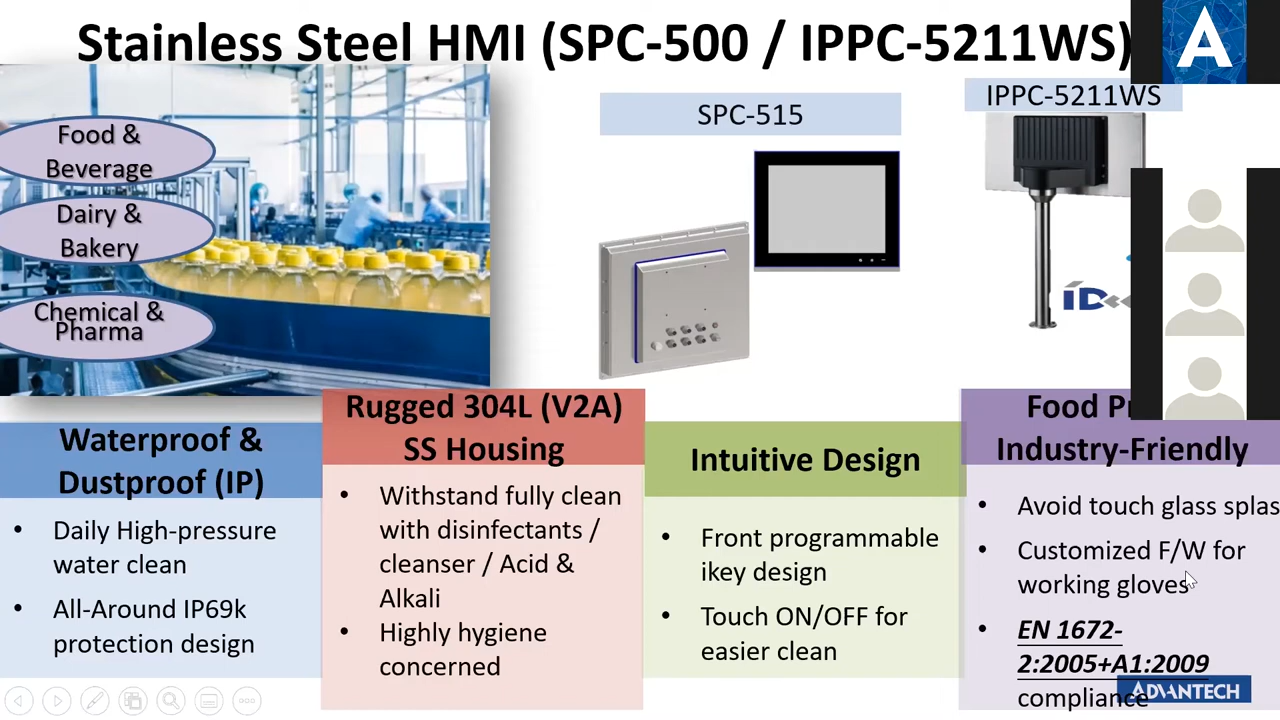 Stainless Steel HMI (SPC-500 / IPPC-5211WS)
A
Food &
Beverage
Dairy &
Bakery
Chemical &
Pharma
SPC-515
IPPC-5211WS
iD
Waterproof &
Dustproof (IP)
• Daily High-pressure
water clean
• All-Around IP69k
protection design
Rugged 304L (V2A)
SS Housing
• Withstand fully clean
with disinfectants /
cleanser / Acid &
Alkali
• Highly hygiene
concerned
Intuitive Design
• Front programmable
ikey design
• Touch ON/OFF for
easier clean
Food
Industry-Friendly
• Avoid touch glass
• Customized F/W for
working gloves
• EN 1672-
2:2005+A1:2009
compliance
ADVANTECH